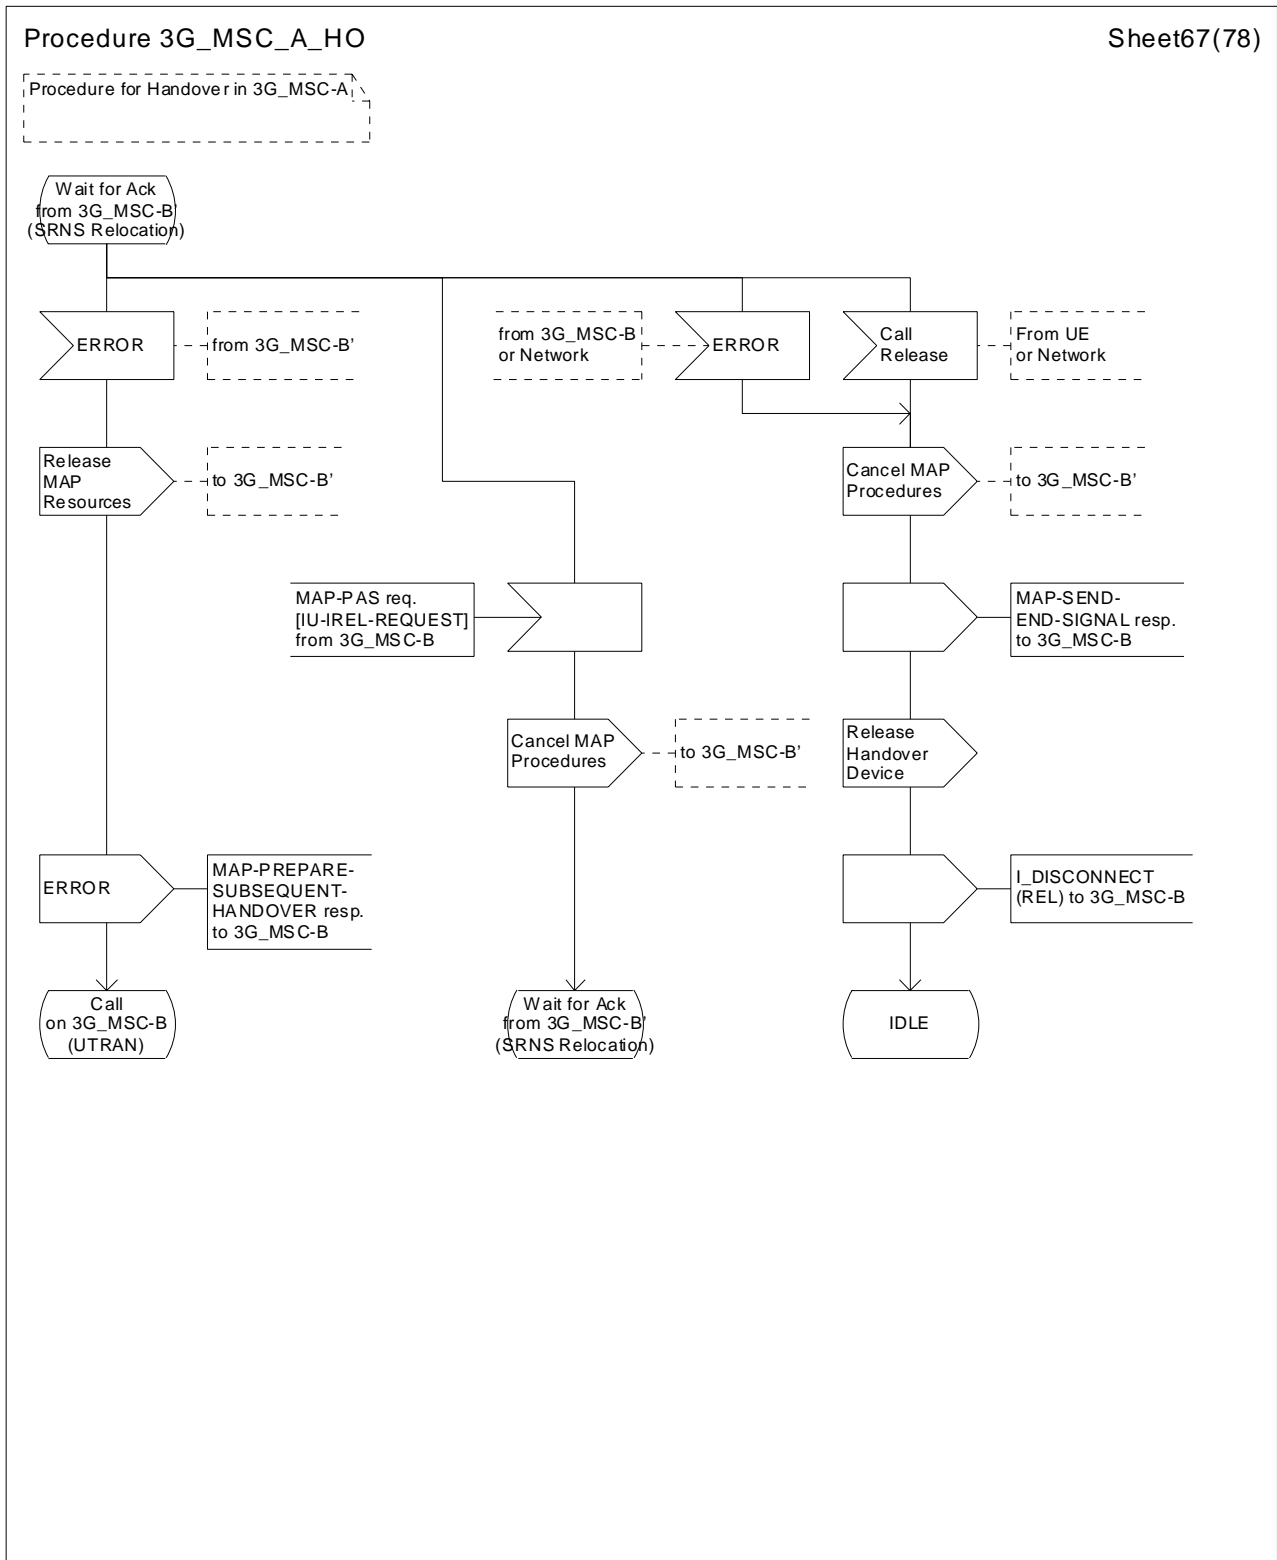 Procedure 3G_MSC_A_HO
Sheet67(78)
Procedure for Handover in 3G_MSC-A
Wait for Ack
from 3G_MSC-B'
(SRNS Relocation)
ERROR
from 3G_MSC-B'
from 3G_MSC-B
or Network
ERROR
Call
Release
From UE
or Network
Release
MAP
Resources
to 3G_MSC-B'
Cancel MAP
Procedures
to 3G_MSC-B'
MAP-PAS req.
[IU-IREL-REQUEST]
from 3G_MSC-B
MAP-SEND-
END-SIGNAL resp.
to 3G_MSC-B
Cancel MAP
Procedures
to 3G_MSC-B'
Release
Handover
Device
ERROR
MAP-PREPARE-
SUBSEQUENT-
HANDOVER resp.
to 3G_MSC-B
I_DISCONNECT
(REL) to 3G_MSC-B
Call
on 3G_MSC-B
(UTRAN)
Wait for Ack
from 3G_MSC-B'
(SRNS Relocation)
IDLE